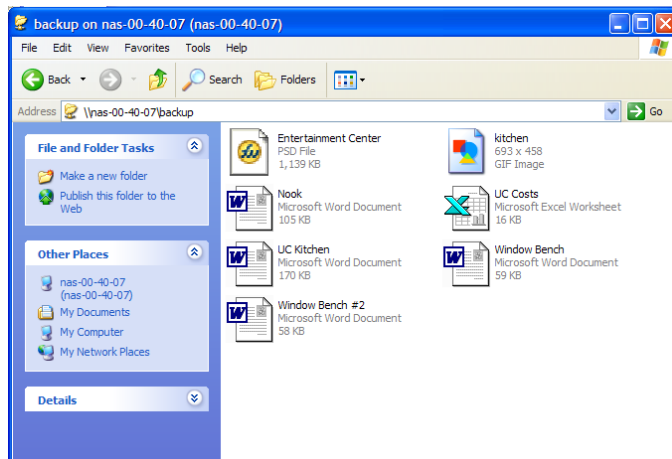 backup on nas-00-40-07 (nas-00-40-07)
File Edit View Favorites Tools Help
Back Search Folders
Address \\nas-00-40-07\backup Go
File and Folder Tasks
Make a new folder
Publish this folder to the
Web
Other Places
nas-00-40-07
(nas-00-40-07)
My Documents
My Computer
My Network Places
Details
Entertainment Center
PSD File
1,139 KB
kitchen
693 x 458
GIF Image
Nook
Microsoft Word Document
105 KB
UC Costs
Microsoft Excel Worksheet
16 KB
UC Kitchen
Microsoft Word Document
170 KB
Window Bench
Microsoft Word Document
59 KB
Window Bench #2
Microsoft Word Document
58 KB